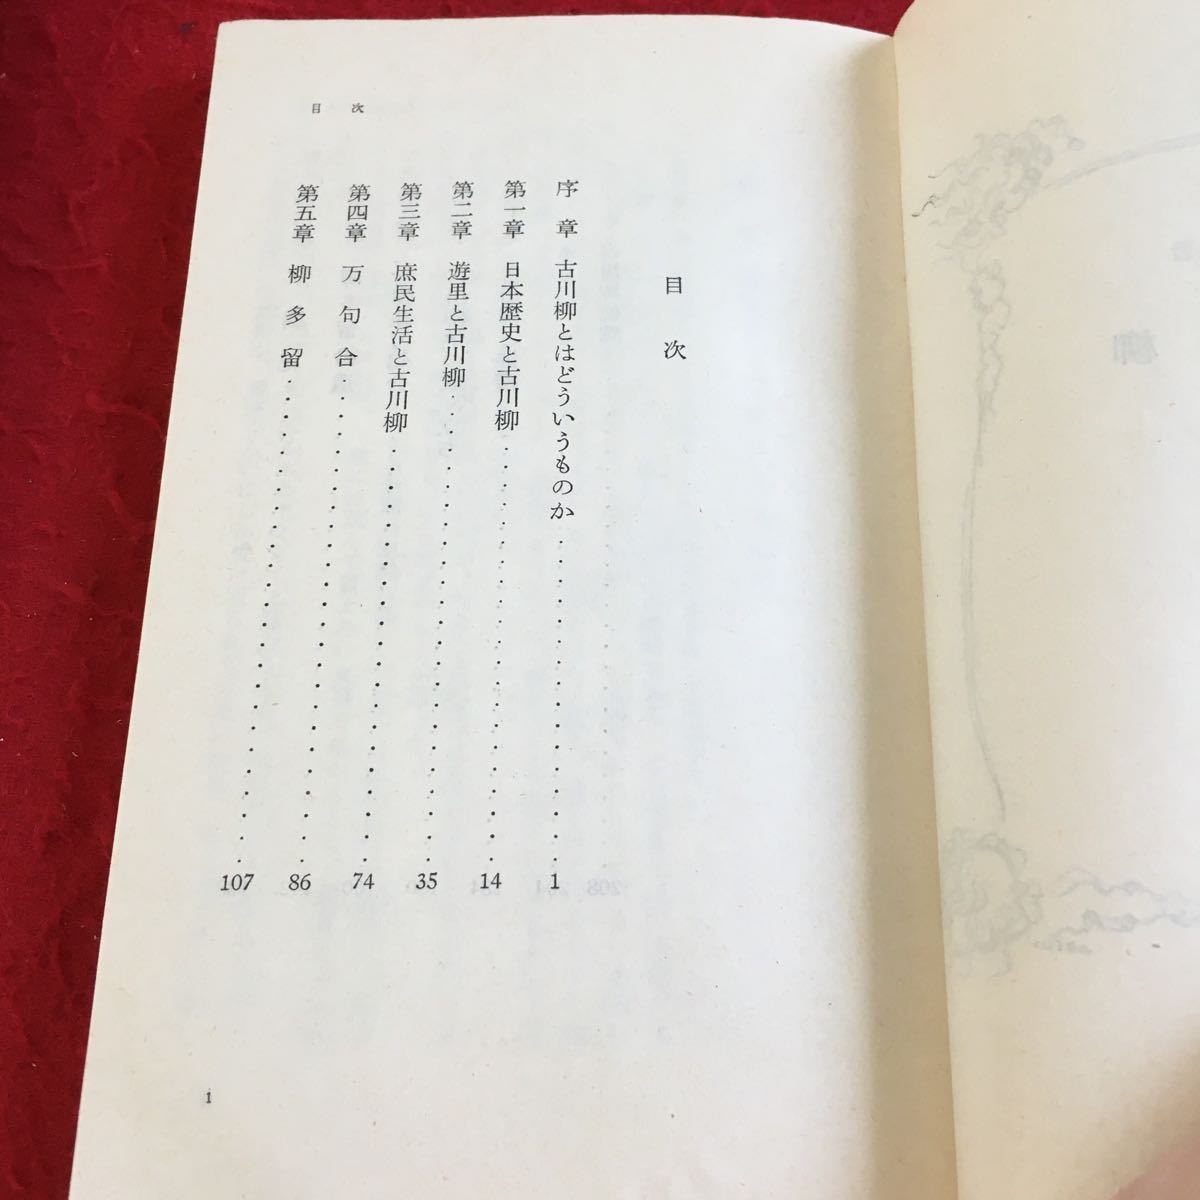 柳
目次
目次
序章 古川柳とはどういうものか 1
第一章 日本歴史と古川柳 14
第二章 遊里と古川柳 35
第三章 庶民生活と古川柳 74
第四章 万句合 86
第五章 柳多留 107
1